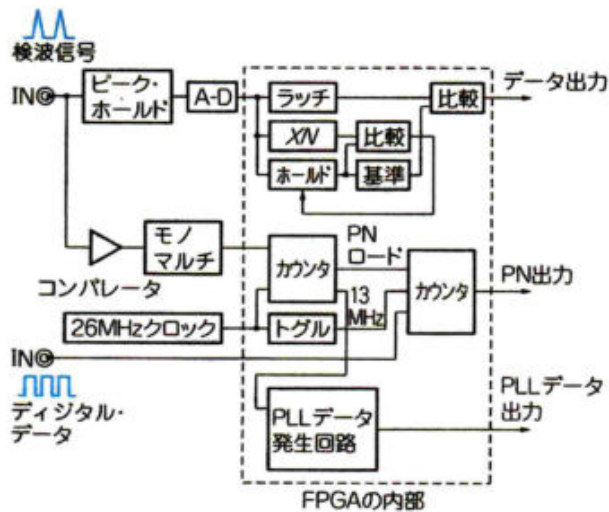 検波信号
IN
ピーク・
ホールド
A-D
ラッチ
比較
データ出力
XN
比較
ホールド
基準
モノ
マルチ
コンパレータ
カウンタ
PN
ロード
13
MHz
カウンタ
PN出力
26MHzクロック
トグル
IN
ディジタル・
データ
PLLデータ
発生回路
PLLデータ
出力
FPGAの内部